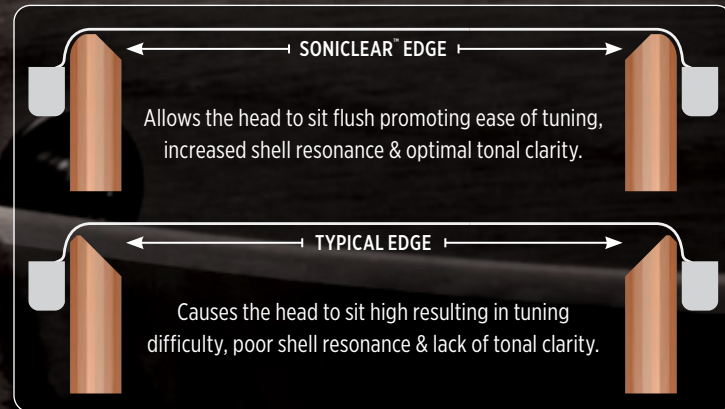 SONICLEAR™ EDGE
Allows the head to sit flush promoting ease of tuning,
increased shell resonance & optimal tonal clarity.
TYPICAL EDGE
Causes the head to sit high resulting in tuning
difficulty, poor shell resonance & lack of tonal clarity.